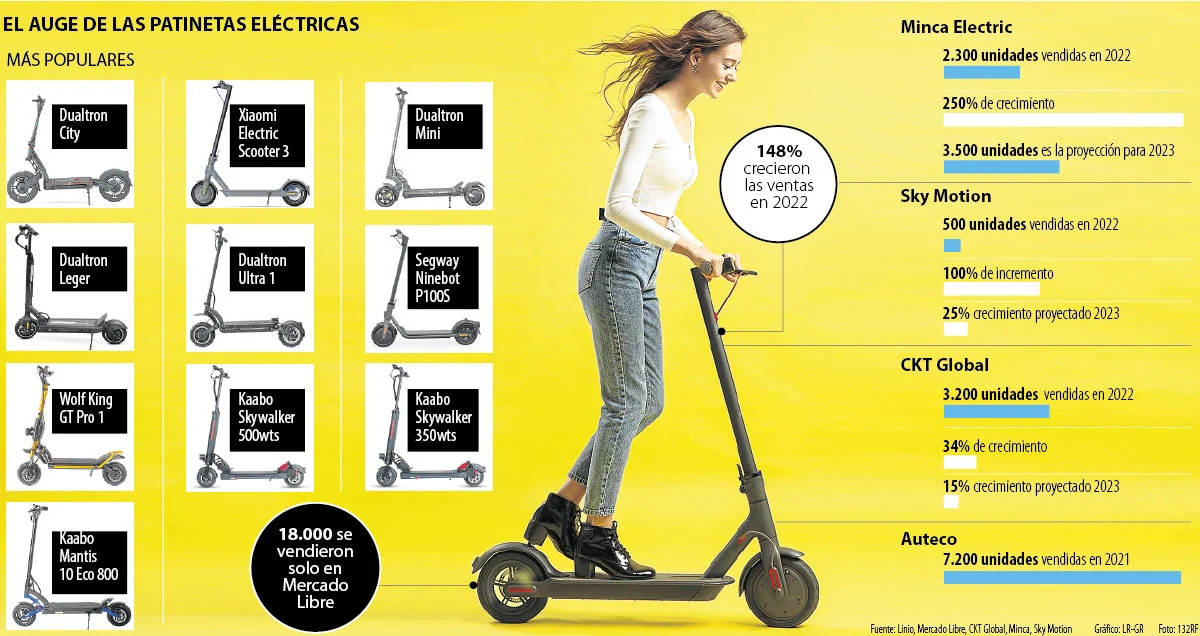 EL AUGE DE LAS PATINETAS ELÉCTRICAS
MÁS POPULARES
Dualtron
City
Xiaomi
Electric
Scooter 3
Dualtron
Mini
Dualtron
Leger
Dualtron
Ultra 1
Segway
Ninebot
P100S
Wolf King
GT Pro 1
Kaabo
Skywalker
500wts
Kaabo
Skywalker
350wts
Kaabo
Mantis
10 Eco 800
18.000 se
vendieron
solo en
Mercado
Libre
148%
crecieron
las ventas
en 2022
Minca Electric
2.300 unidades vendidas en 2022
250% de crecimiento
3.500 unidades es la proyección para 2023
Sky Motion
500 unidades vendidas en 2022
100% de incremento
25% crecimiento proyectado 2023
CKT Global
3.200 unidades vendidas en 2022
34% de crecimiento
15% crecimiento proyectado 2023
Auteco
7.200 unidades vendidas en 2021
Fuente: Linio, Mercado Libre, CKT Global, Minca, Sky Motion Gráfico: LR-GR Foto: 132RF